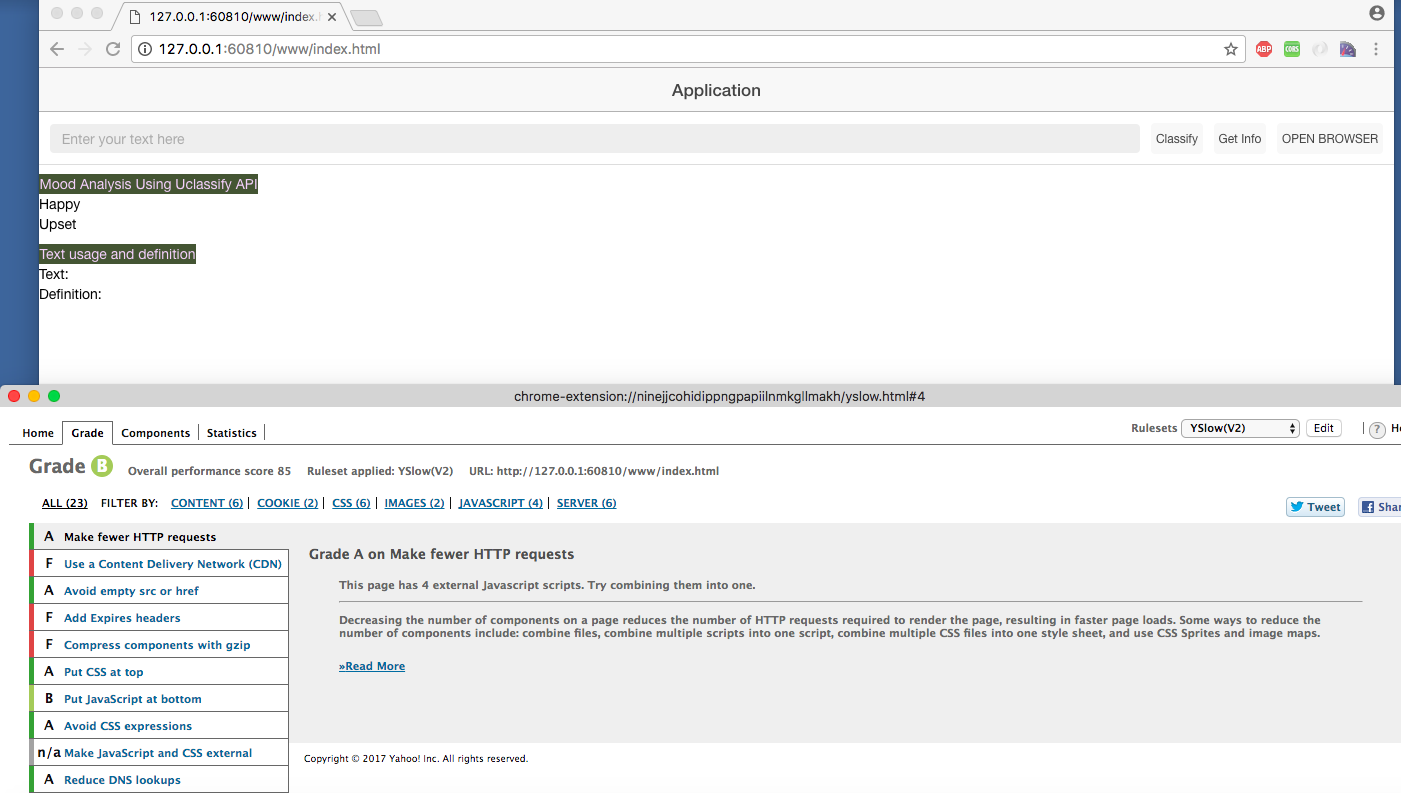 127.0.0.1:60810/www/index.h
127.0.0.1:60810/www/index.html
ABP
CORS
Application
Enter your text here
Classify
Get Info
OPEN BROWSER
Mood Analysis Using Uclassify API
Happy
Upset
Text usage and definition
Text:
Definition:
chrome-extension://ninejjcohidippngpapiilnmkgllmakh/yslow.html#4
Home Grade Components Statistics
Rulesets YSlow(V2) Edit | ? He
Grade B Overall performance score 85 Ruleset applied: YSlow(V2) URL: http://127.0.0.1:60810/www/index.html
ALL (23) FILTER BY: CONTENT (6) | COOKIE (2) | CSS (6) | IMAGES (2) | JAVASCRIPT (4) | SERVER (6)
Tweet
Shar
A Make fewer HTTP requests
F Use a Content Delivery Network (CDN)
A Avoid empty src or href
F Add Expires headers
F Compress components with gzip
A Put CSS at top
B Put JavaScript at bottom
A Avoid CSS expressions
n/a Make JavaScript and CSS external
A Reduce DNS lookups
Grade A on Make fewer HTTP requests
This page has 4 external Javascript scripts. Try combining them into one.
Decreasing the number of components on a page reduces the number of HTTP requests required to render the page, resulting in faster page loads. Some ways to reduce the
number of components include: combine files, combine multiple scripts into one script, combine multiple CSS files into one style sheet, and use CSS Sprites and image maps.
»Read More
Copyright © 2017 Yahoo! Inc. All rights reserved.